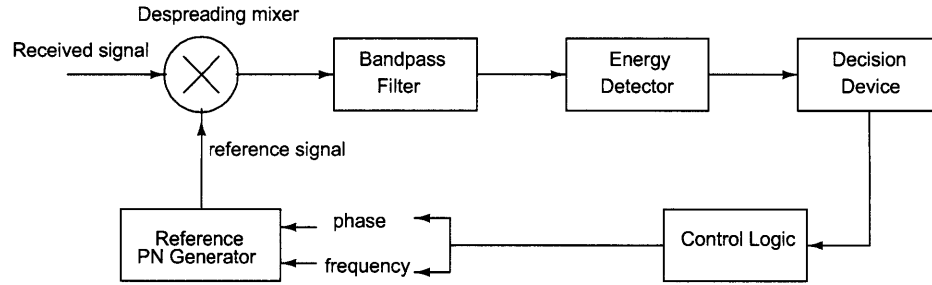 Despreading mixer
Received signal
Bandpass
Filter
Energy
Detector
Decision
Device
reference signal
Reference
PN Generator
phase
frequency
Control Logic